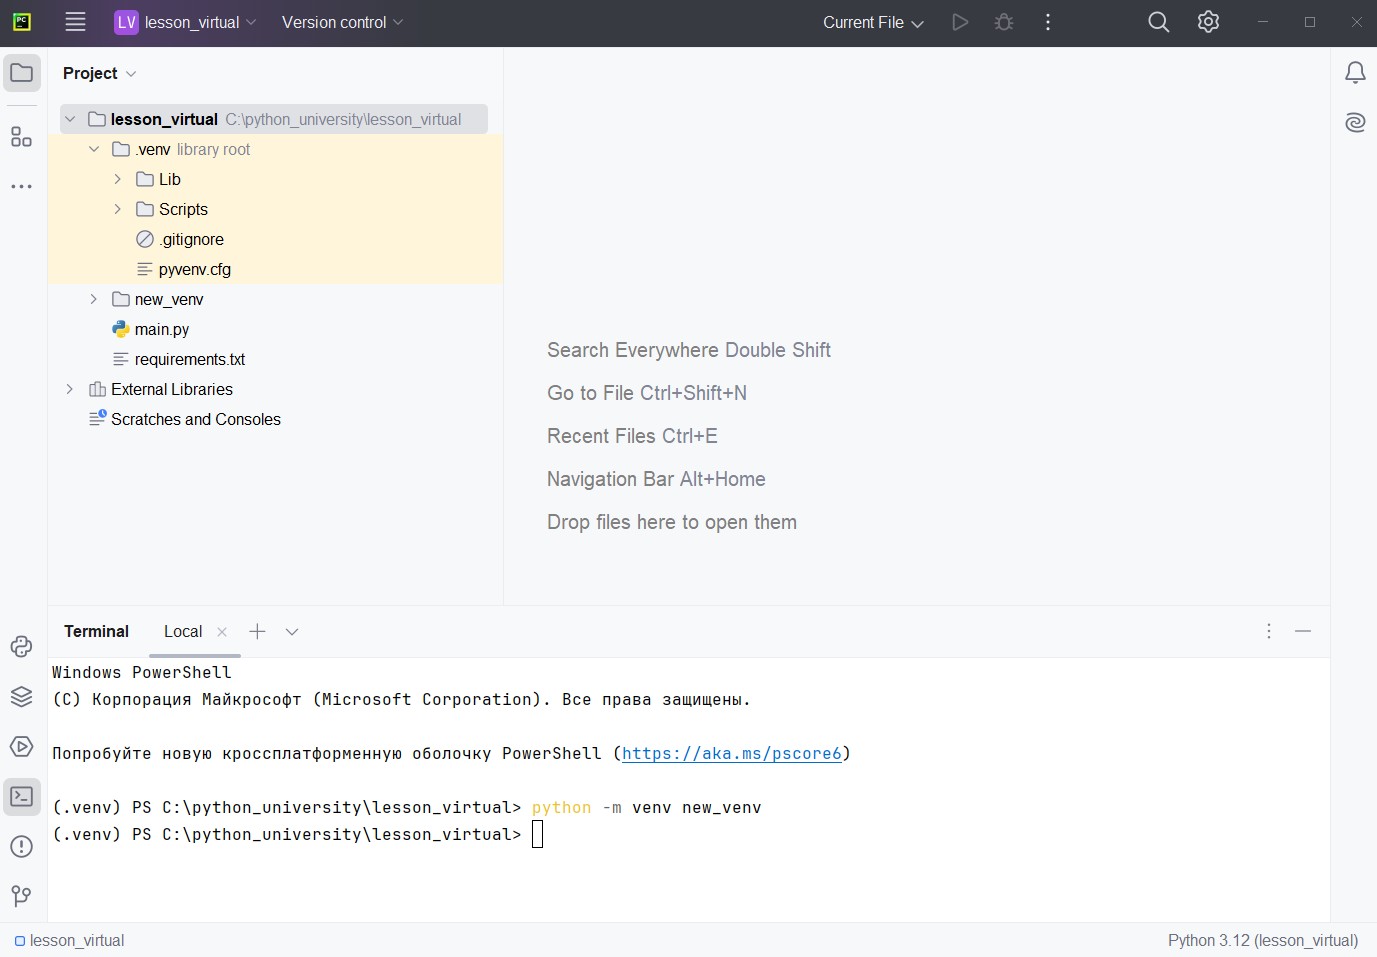 PC
LV lesson_virtual
Version control
Current File
Project
lesson_virtual C:\python_university\lesson_virtual
.venv library root
Lib
Scripts
.gitignore
pyvenv.cfg
new_venv
main.py
requirements.txt
External Libraries
Scratches and Consoles
Search Everywhere Double Shift
Go to File Ctrl+Shift+N
Recent Files Ctrl+E
Navigation Bar Alt+Home
Drop files here to open them
Terminal Local
Windows PowerShell
(C) Корпорация Майкрософт (Microsoft Corporation). Все права защищены.
Попробуйте новую кроссплатформенную оболочку PowerShell (https://aka.ms/pscore6)
(.venv) PS C:\python_university\lesson_virtual> python -m venv new_venv
(.venv) PS C:\python_university\lesson_virtual>
lesson_virtual
Python 3.12 (lesson_virtual)